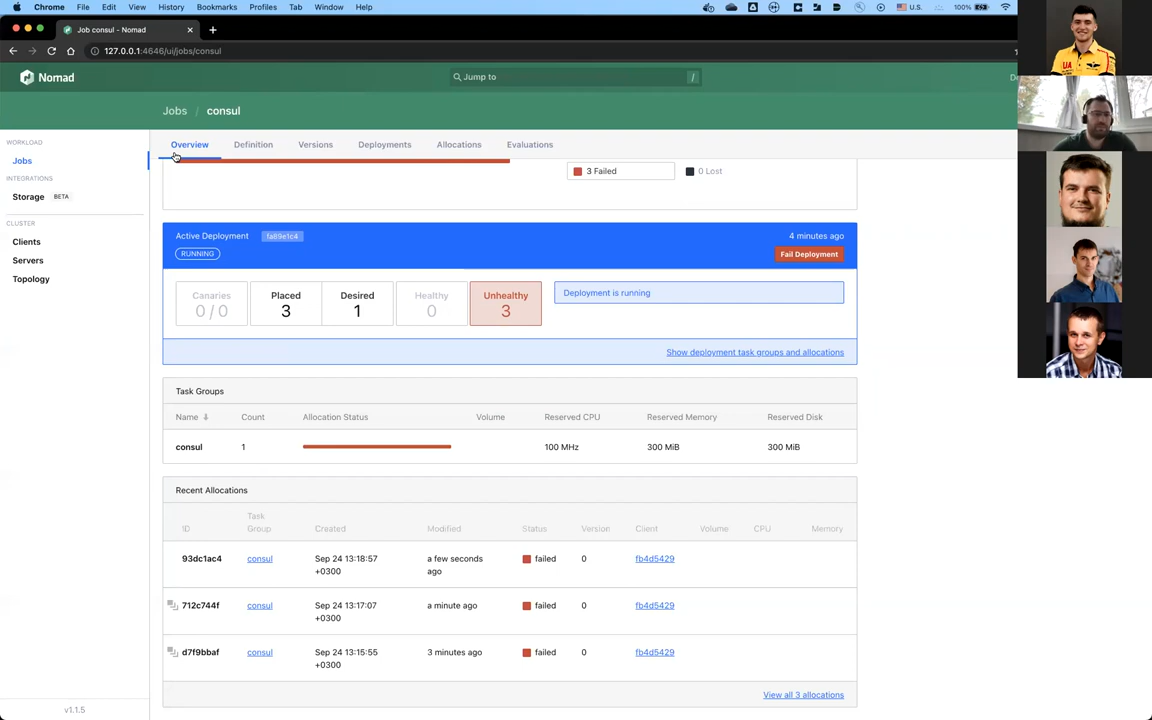 Chrome File Edit View History Bookmarks Profiles Tab Window Help U.S. 100%
Job consul - Nomad
127.0.0.1:4646/ui/jobs/consul
Nomad Jump to /
Jobs / consul
WORKLOAD
Jobs
INTEGRATIONS
Storage BETA
CLUSTER
Clients
Servers
Topology
v1.1.5
Overview Definition Versions Deployments Allocations Evaluations
3 Failed 0 Lost
Active Deployment fa89e1c4 4 minutes ago
RUNNING Fail Deployment
Canaries Placed Desired Healthy Unhealthy
0 / 0 3 1 0 3
Deployment is running
Show deployment task groups and allocations
Task Groups
Name Count Allocation Status Volume Reserved CPU Reserved Memory Reserved Disk
consul 1 100 MHz 300 MiB 300 MiB
Recent Allocations
ID Task Group Created Modified Status Version Client Volume CPU Memory
93dc1ac4 consul Sep 24 13:18:57 +0300 a few seconds ago failed 0 fb4d5429
712c744f consul Sep 24 13:17:07 +0300 a minute ago failed 0 fb4d5429
d7f9bbaf consul Sep 24 13:15:55 +0300 3 minutes ago failed 0 fb4d5429
View all 3 allocations